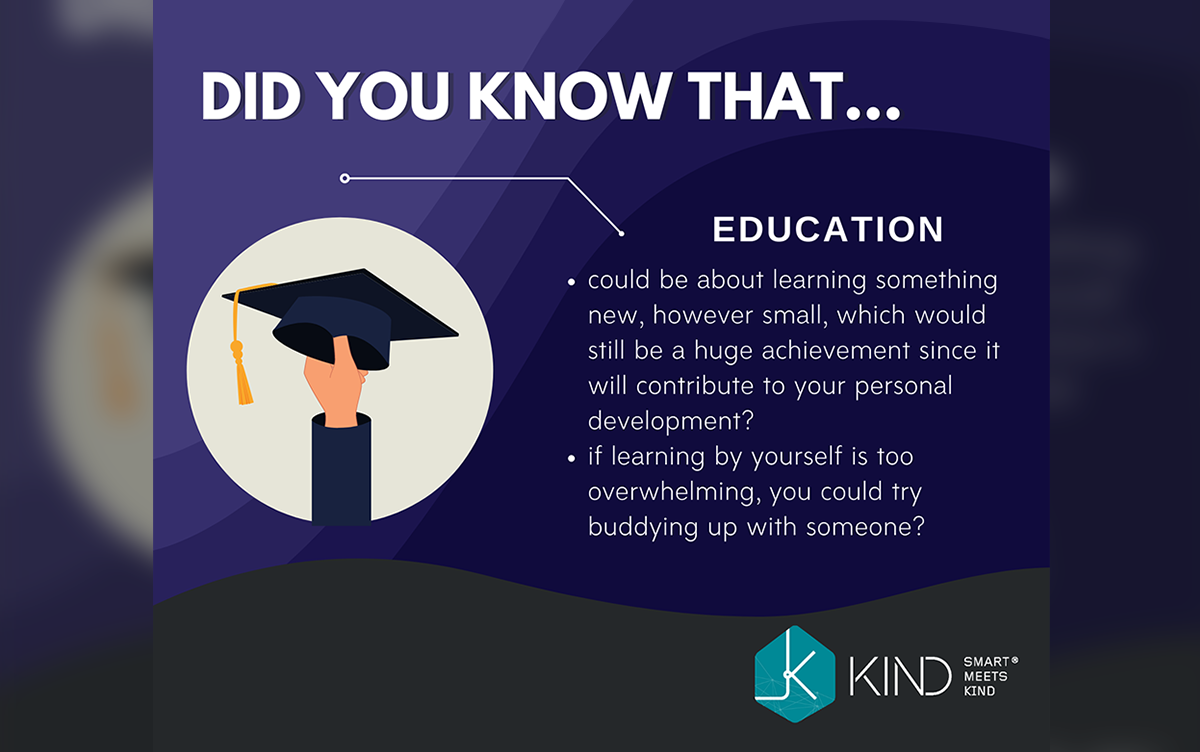 DID YOU KNOW THAT...
EDUCATION
• could be about learning something
new, however small, which would
still be a huge achievement since it
will contribute to your personal
development?
• if learning by yourself is too
overwhelming, you could try
buddying up with someone?
KIND
SMART®
MEETS
KIND